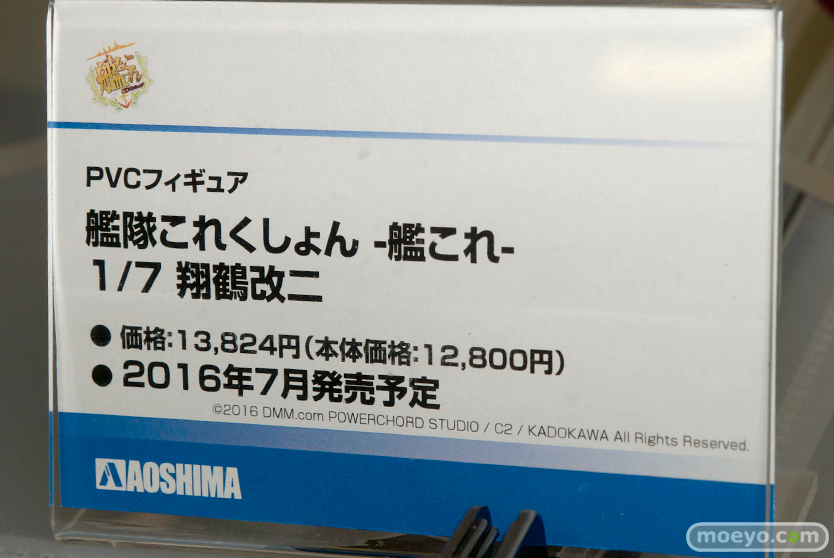 艦これ
PVCフィギュア
艦隊これくしょん -艦これ-
1/7 翔鶴改二
● 価格:13,824円(本体価格:12,800円)
● 2016年7月発売予定
©2016 DMM.com POWERCHORD STUDIO / C2 / KADOKAWA All Rights Reserved.
AOSHIMA
moeyo.com